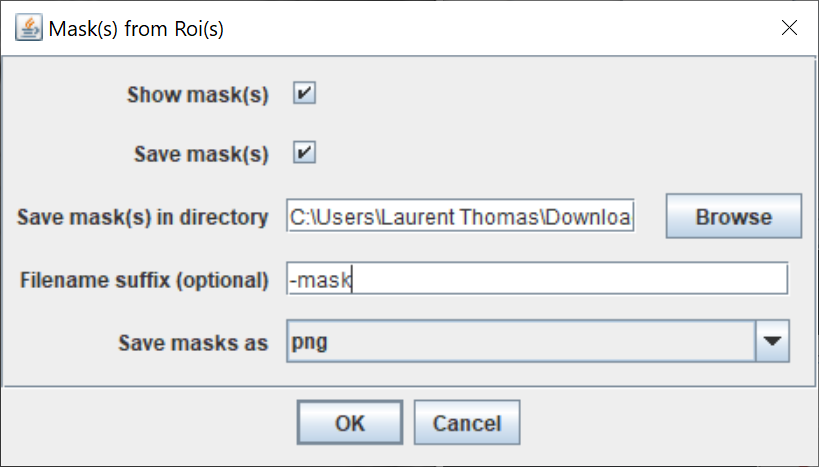 Mask(s) from Roi(s)
Show mask(s)
Save mask(s)
Save mask(s) in directory C:\Users\Laurent Thomas\Downloa Browse
Filename suffix (optional) -mask
Save masks as png
OK Cancel